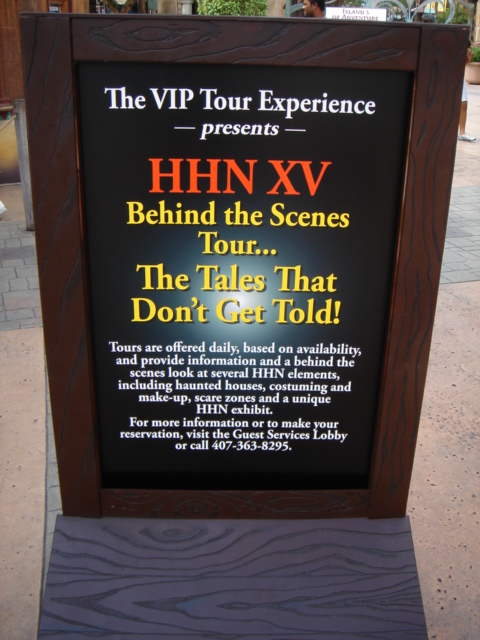 ISLANDS
OF ADVENTURE
The VIP Tour Experience
— presents —
HHN XV
Behind the Scenes
Tour...
The Tales That
Don't Get Told!
Tours are offered daily, based on availability,
and provide information and a behind the
scenes look at several HHN elements,
including haunted houses, costuming and
make-up, scare zones and a unique
HHN exhibit.
For more information or to make your
reservation, visit the Guest Services Lobby
or call 407-363-8295.